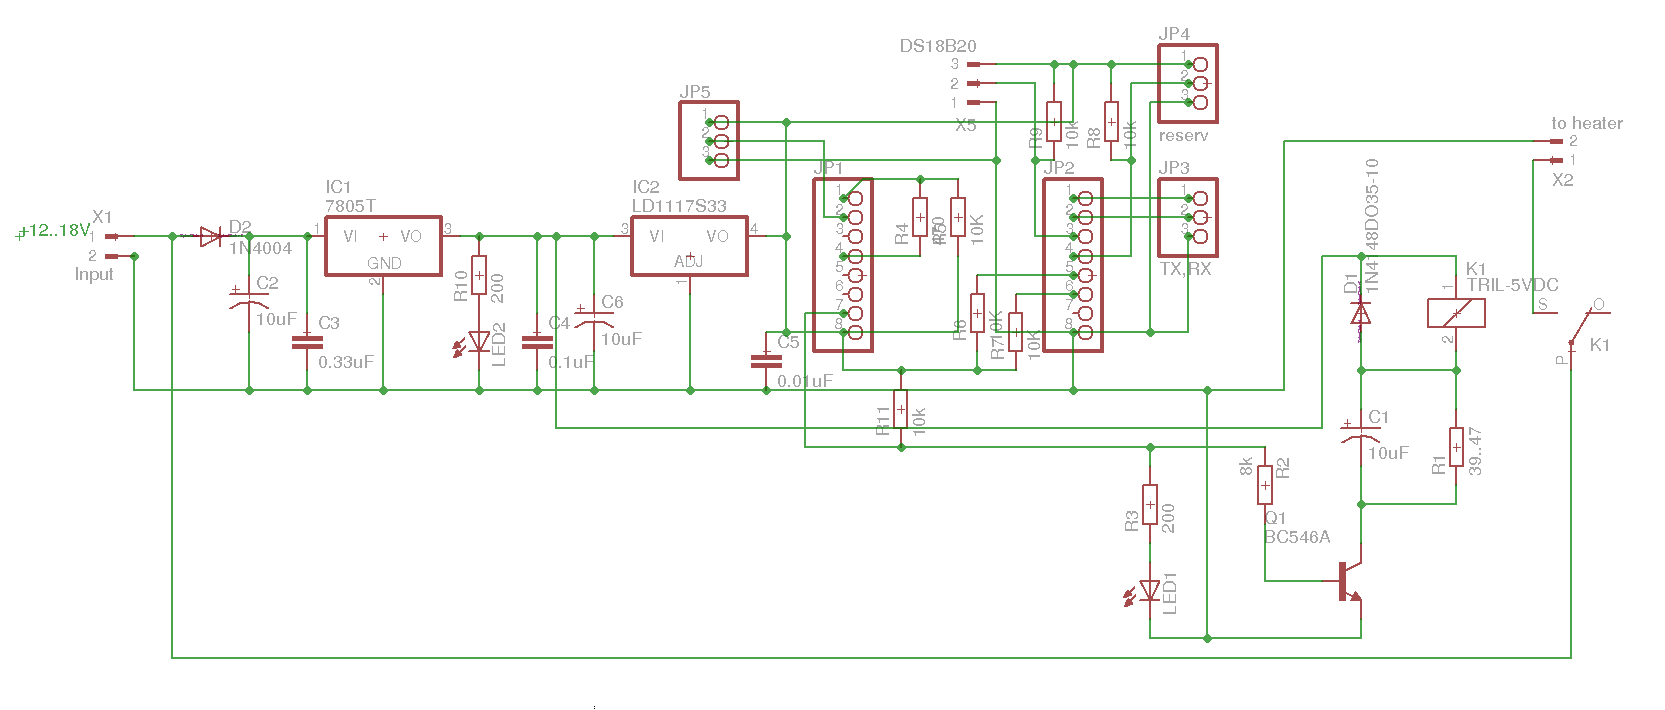 DS18B20
3
2
1
X5
JP4
1
2
3
reserv
JP5
1
2
3
to heater
2
1
X2
+12..18V
X1
1
2
Input
D2
1N4004
IC1
7805T
1
VI
VO
3
GND
2
IC2
LD1117S33
3
VI
VO
4
ADJ
1
JP1
1
2
3
4
5
6
7
8
R4
10K
R9
10k
R8
10k
JP2
1
2
3
4
5
6
7
8
JP3
1
2
3
TX,RX
D1
1N4148DO35-10
K1
TRIL-5VDC
1
2
S
O
P
K1
C2
10uF
C3
0.33uF
R10
200
LED2
C4
0.1uF
C6
10uF
C5
0.01uF
R6
10K
R7
10K
R11
10k
C1
10uF
R1
39..47
8k
R2
R3
200
LED1
Q1
BC546A